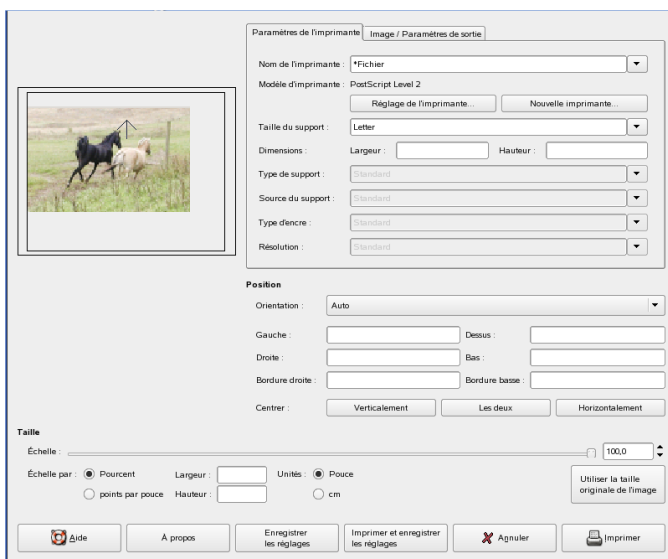 Paramètres de l'imprimante Image / Paramètres de sortie
Nom de l'imprimante : *Fichier
Modèle d'imprimante : PostScript Level 2
Réglage de l'imprimante... Nouvelle imprimante...
Taille du support : Letter
Dimensions : Largeur : Hauteur :
Type de support : Standard
Source du support : Standard
Type d'encre : Standard
Résolution : Standard
Position
Orientation : Auto
Gauche : Dessus :
Droite : Bas :
Bordure droite : Bordure basse :
Centrer : Verticalement Les deux Horizontalement
Taille
Échelle : 100,0
Échelle par : Pourcent Largeur : Unités : Pouce
points par pouce Hauteur : cm
Utiliser la taille
originale de l'image
Aide À propos Enregistrer
les réglages Imprimer et enregistrer
les réglages Annuler Imprimer